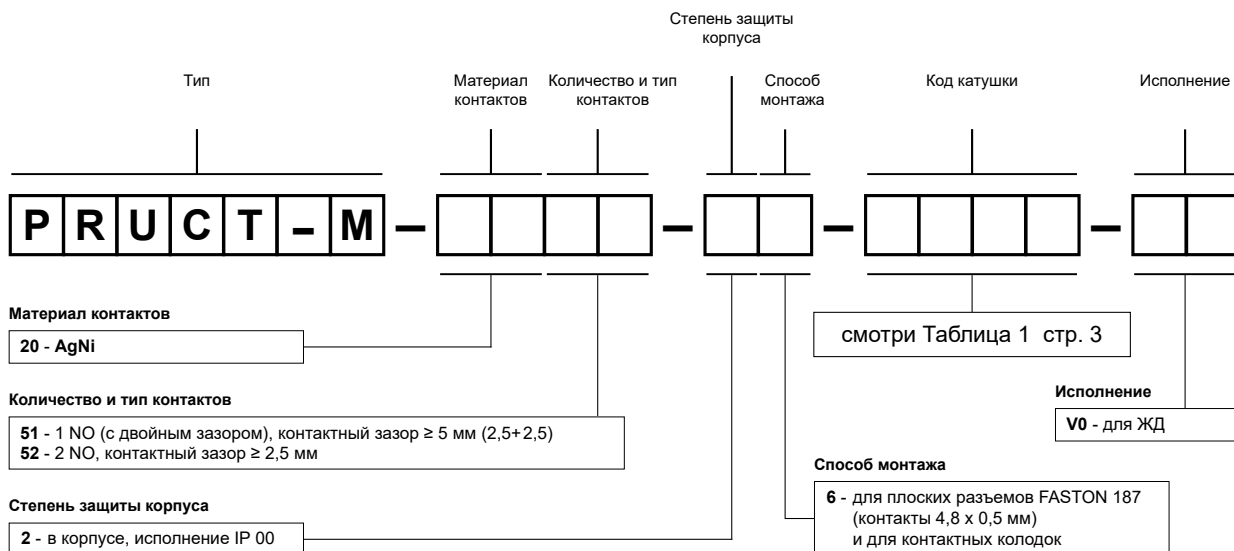 Степень защиты
корпуса
Тип
Материал
контактов
Количество и тип
контактов
Способ
монтажа
Код катушки
Исполнение
PRUCT-M – – – –
Материал контактов
20 - AgNi
смотри Таблица 1 стр. 3
Количество и тип контактов
51 - 1 NO (с двойным зазором), контактный зазор ≥ 5 мм (2,5+2,5)
52 - 2 NO, контактный зазор ≥ 2,5 мм
Исполнение
V0 - для ЖД
Способ монтажа
6 - для плоских разъемов FASTON 187
(контакты 4,8 x 0,5 мм)
и для контактных колодок
Степень защиты корпуса
2 - в корпусе, исполнение IP 00